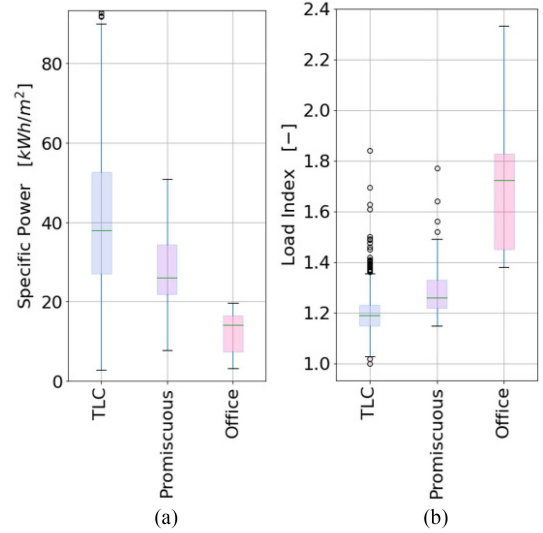 Specific Power [kWh/m²]
80
60
40
20
0
TLC
Promiscuous
Office
(a)
Load Index [−]
2.4
2.2
2.0
1.8
1.6
1.4
1.2
1.0
TLC
Promiscuous
Office
(b)